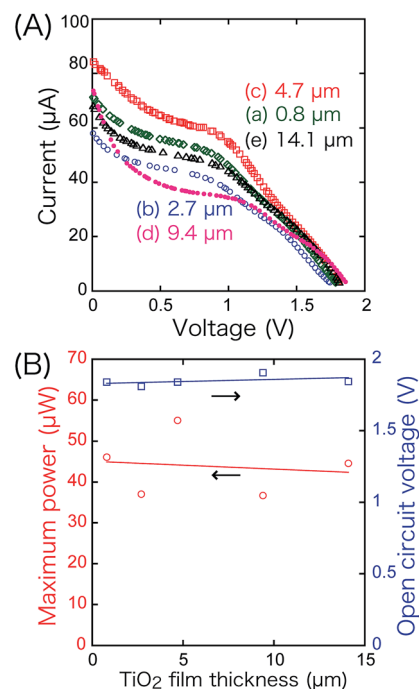 (A)
100
80
60
40
20
0
Current (μA)
(c) 4.7 μm
(a) 0.8 μm
(e) 14.1 μm
(b) 2.7 μm
(d) 9.4 μm
0
0.5
1
1.5
2
Voltage (V)
(B)
70
60
50
40
30
20
10
0
Maximum power (μW)
2
1.5
1
0.5
0
Open circuit voltage (V)
0
5
10
15
TiO2 film thickness (μm)